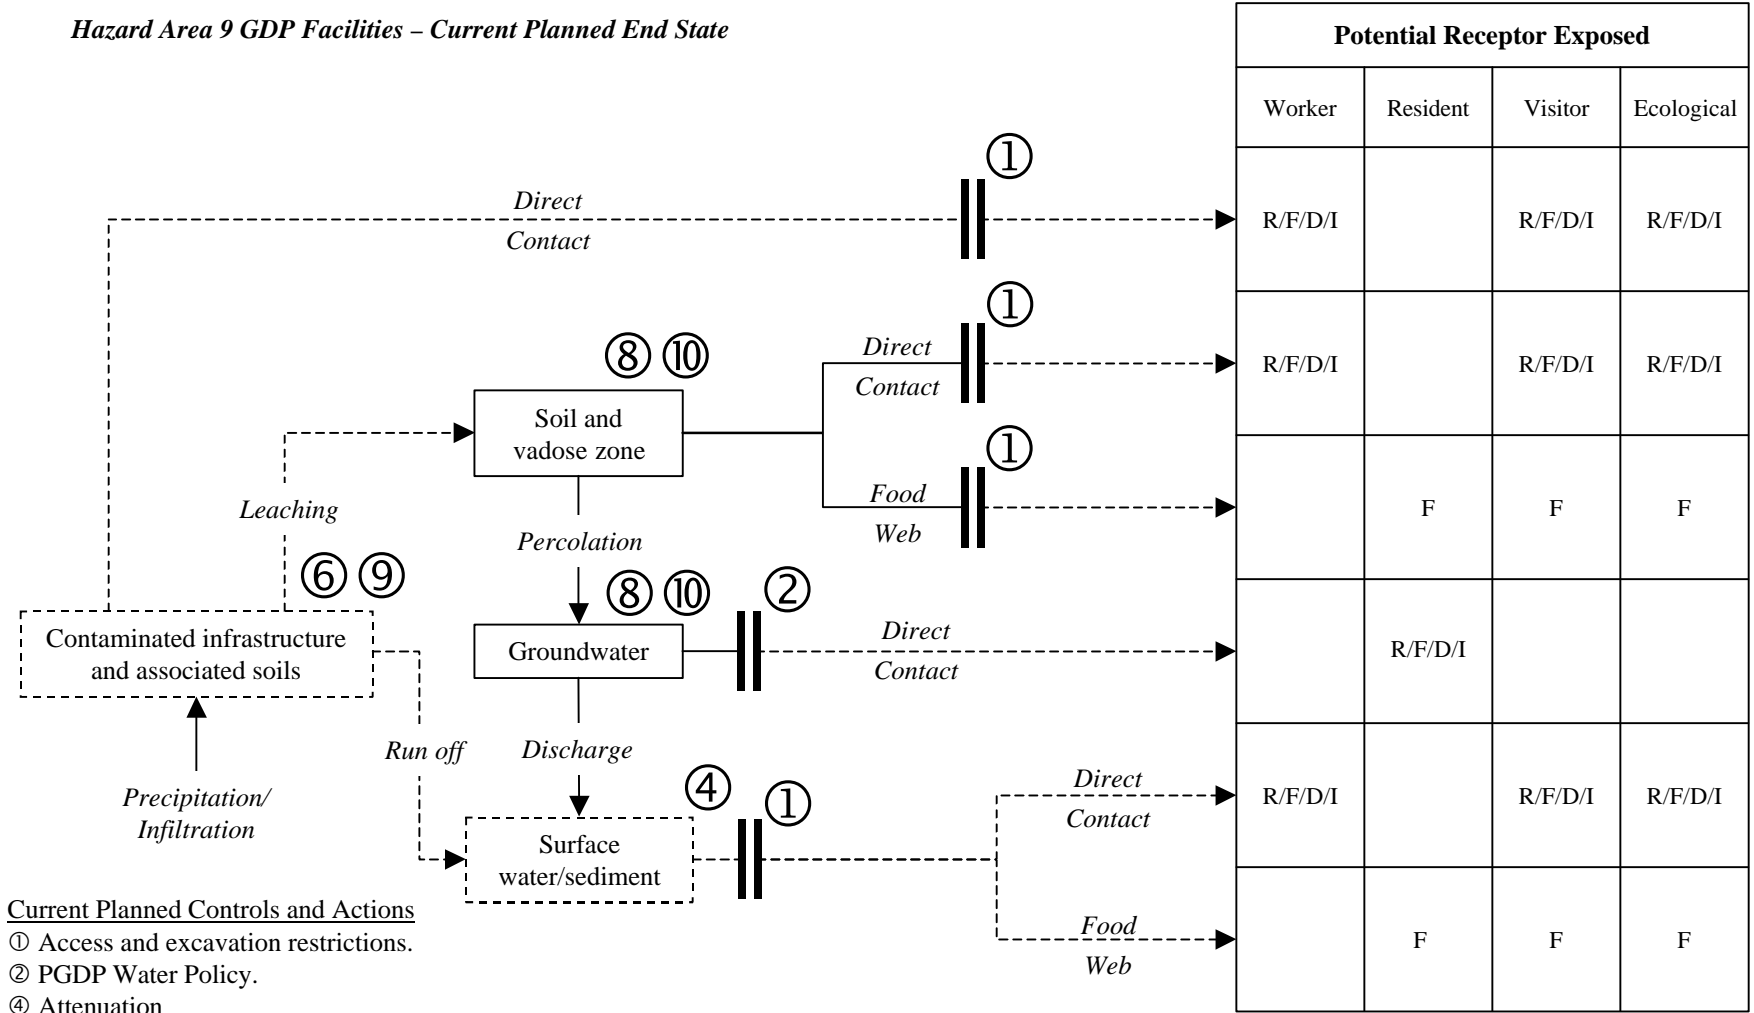 Hazard Area 9 GDP Facilities – Current Planned End State
Potential Receptor Exposed
Worker Resident Visitor Ecological
①
Direct
Contact
R/F/D/I R/F/D/I R/F/D/I
①
⑧ ⑩
Direct
Contact
R/F/D/I R/F/D/I R/F/D/I
Soil and
vadose zone
①
Leaching
Food
Web
F F F
Percolation
⑥ ⑨
⑧ ⑩
②
Contaminated infrastructure
and associated soils
Groundwater
Direct
Contact
R/F/D/I
Run off
Discharge
Precipitation/
Infiltration
④
①
Direct
Contact
R/F/D/I R/F/D/I R/F/D/I
Surface
water/sediment
Food
Web
F F F
Current Planned Controls and Actions
① Access and excavation restrictions.
② PGDP Water Policy.
④ Attenuation